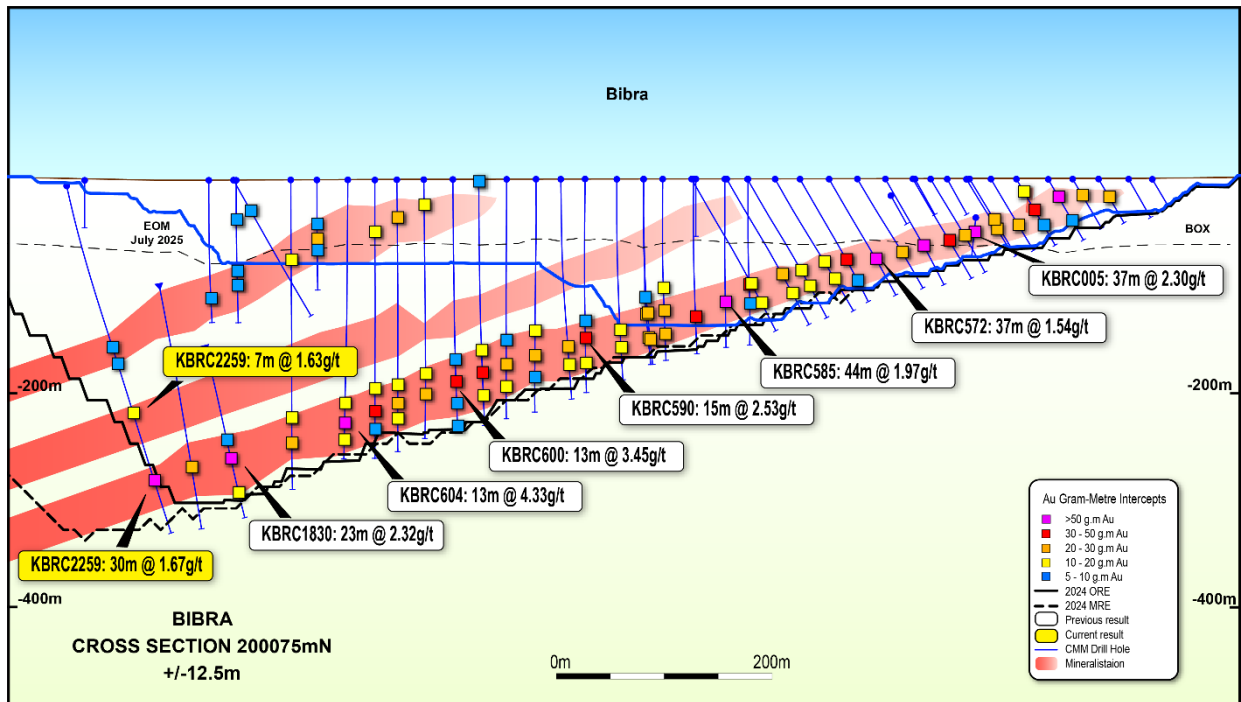 Bibra
EOM
July 2025
BOX
KBRC005: 37m @ 2.30g/t
KBRC572: 37m @ 1.54g/t
KBRC2259: 7m @ 1.63g/t
KBRC585: 44m @ 1.97g/t
-200m
-200m
KBRC590: 15m @ 2.53g/t
KBRC600: 13m @ 3.45g/t
KBRC604: 13m @ 4.33g/t
KBRC1830: 23m @ 2.32g/t
KBRC2259: 30m @ 1.67g/t
Au Gram-Metre Intercepts
>50 g.m Au
30 - 50 g.m Au
20 - 30 g.m Au
10 - 20 g.m Au
5 - 10 g.m Au
2024 ORE
2024 MRE
Previous result
Current result
CMM Drill Hole
Mineralistaion
-400m
-400m
BIBRA
CROSS SECTION 200075mN
+/-12.5m
0m
200m